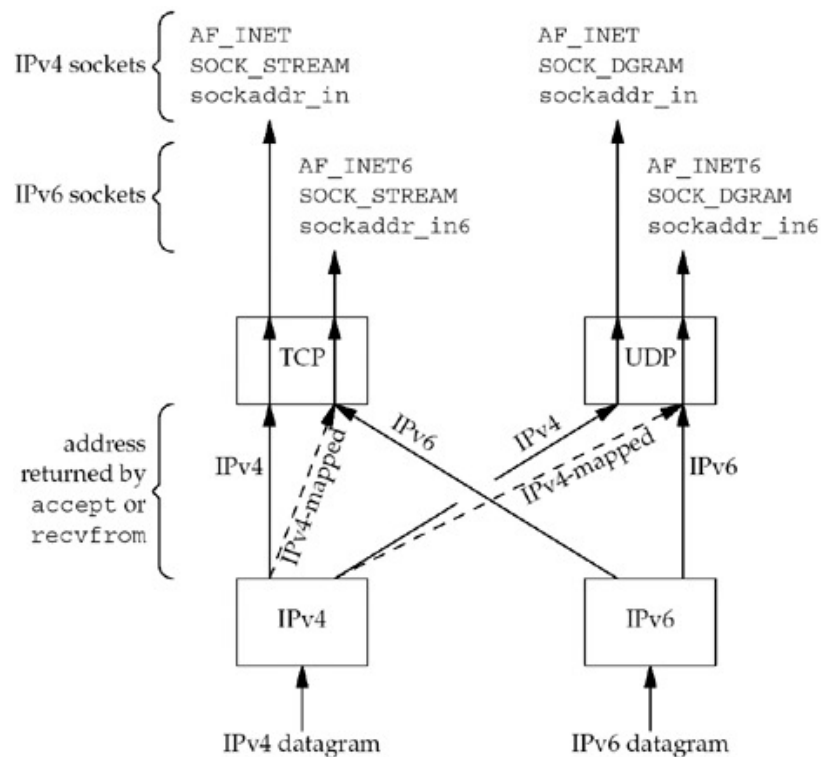 AF_INET
SOCK_STREAM
sockaddr_in
AF_INET
SOCK_DGRAM
sockaddr_in
IPv4 sockets
AF_INET6
SOCK_STREAM
sockaddr_in6
AF_INET6
SOCK_DGRAM
sockaddr_in6
IPv6 sockets
TCP
UDP
address
returned by
accept or
recvfrom
IPv4
IPv4-mapped
IPv6
IPv4
IPv4-mapped
IPv6
IPv4
IPv6
IPv4 datagram
IPv6 datagram